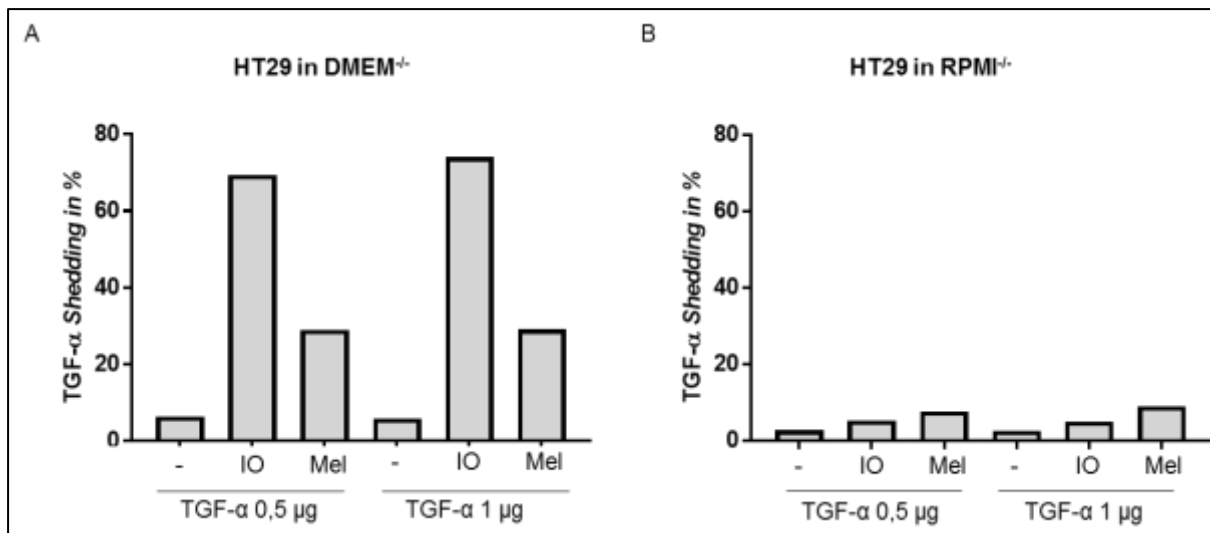 A
HT29 in DMEM-/-
TGF-α Shedding in %
80
60
40
20
0
- IO Mel - IO Mel
TGF-α 0,5 µg TGF-α 1 µg
B
HT29 in RPMI-/-
TGF-α Shedding in %
80
60
40
20
0
- IO Mel - IO Mel
TGF-α 0,5 µg TGF-α 1 µg